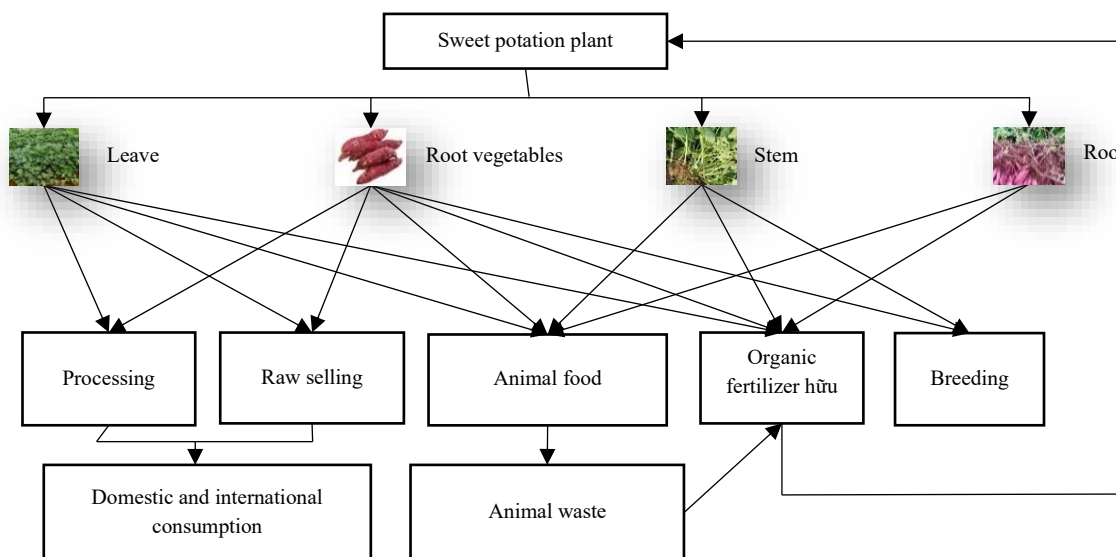 Sweet potation plant
Leave
Root vegetables
Stem
Roo
Processing
Raw selling
Animal food
Organic
fertilizer hữu
Breeding
Domestic and international
consumption
Animal waste